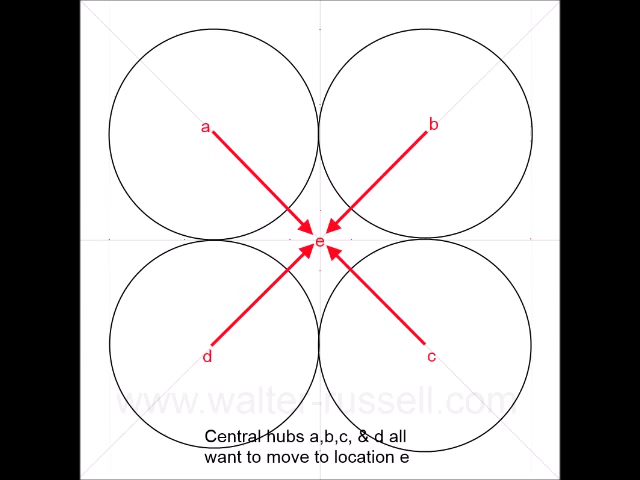 a
b
e
d
c
www.walter-russell.com
Central hubs a,b,c, & d all
want to move to location e